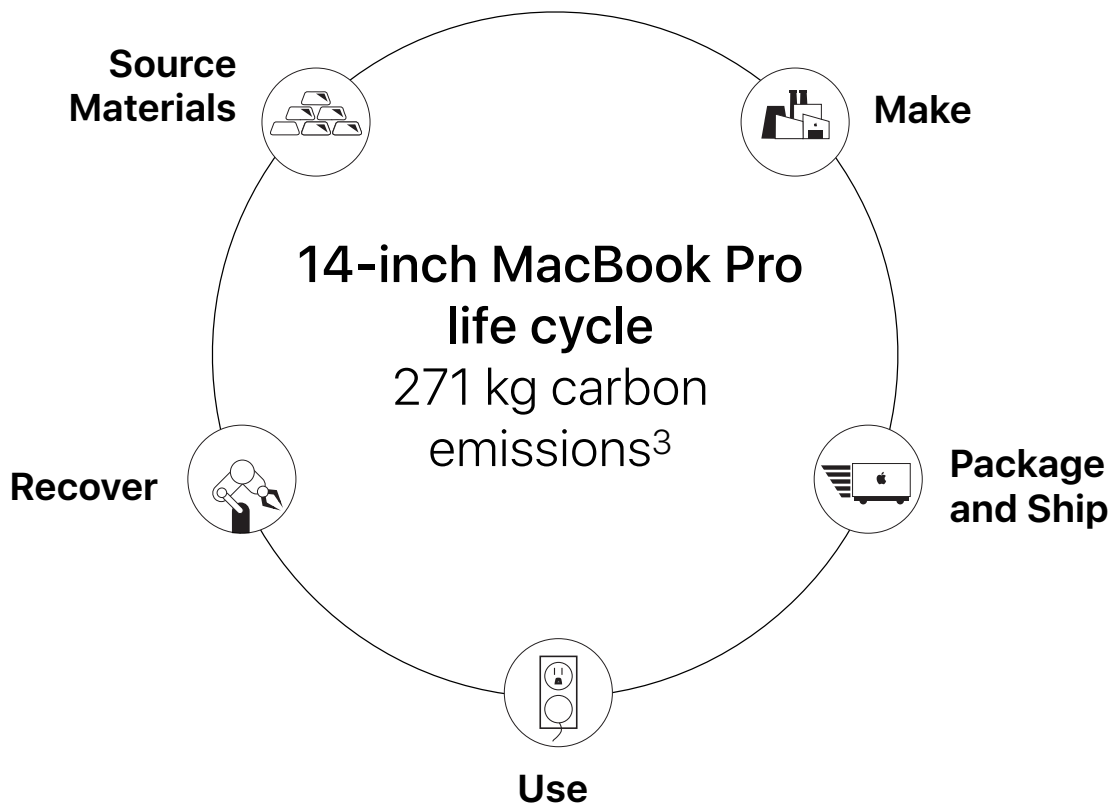 Source
Materials
Make
14-inch MacBook Pro
life cycle
271 kg carbon
emissions³
Recover
Package
and Ship
Use